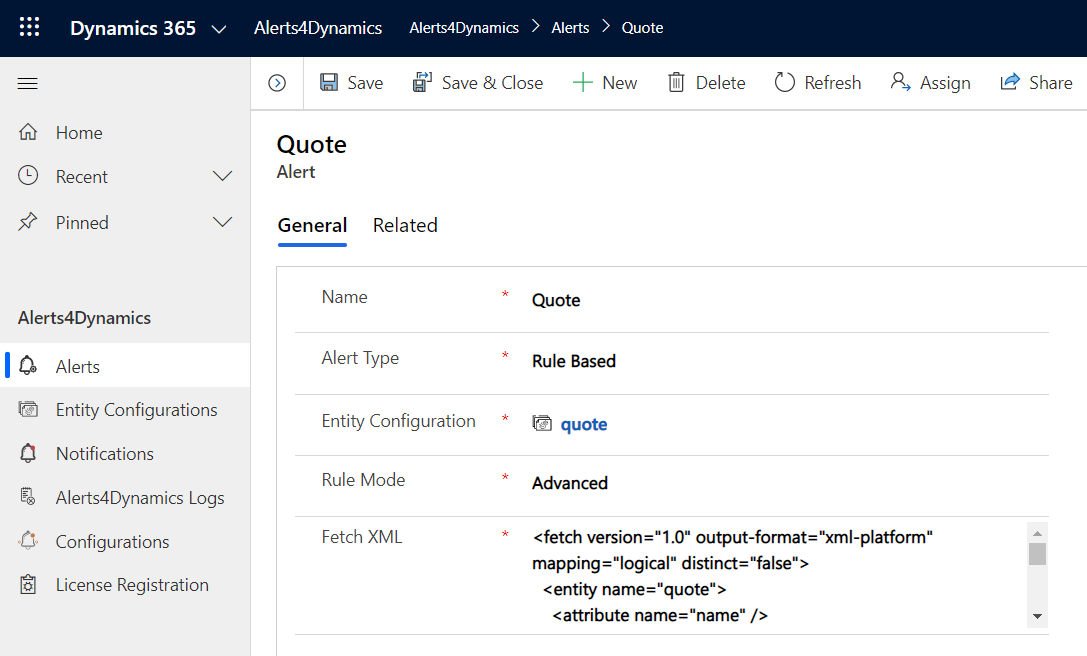 Dynamics 365 Alerts4Dynamics Alerts4Dynamics > Alerts > Quote
Save Save & Close New Delete Refresh Assign Share
Home
Recent
Pinned
Alerts4Dynamics
Alerts
Entity Configurations
Notifications
Alerts4Dynamics Logs
Configurations
License Registration
Quote
Alert
General Related
Name * Quote
Alert Type * Rule Based
Entity Configuration * quote
Rule Mode * Advanced
Fetch XML * <fetch version="1.0" output-format="xml-platform"
mapping="logical" distinct="false">
<entity name="quote">
<attribute name="name" />